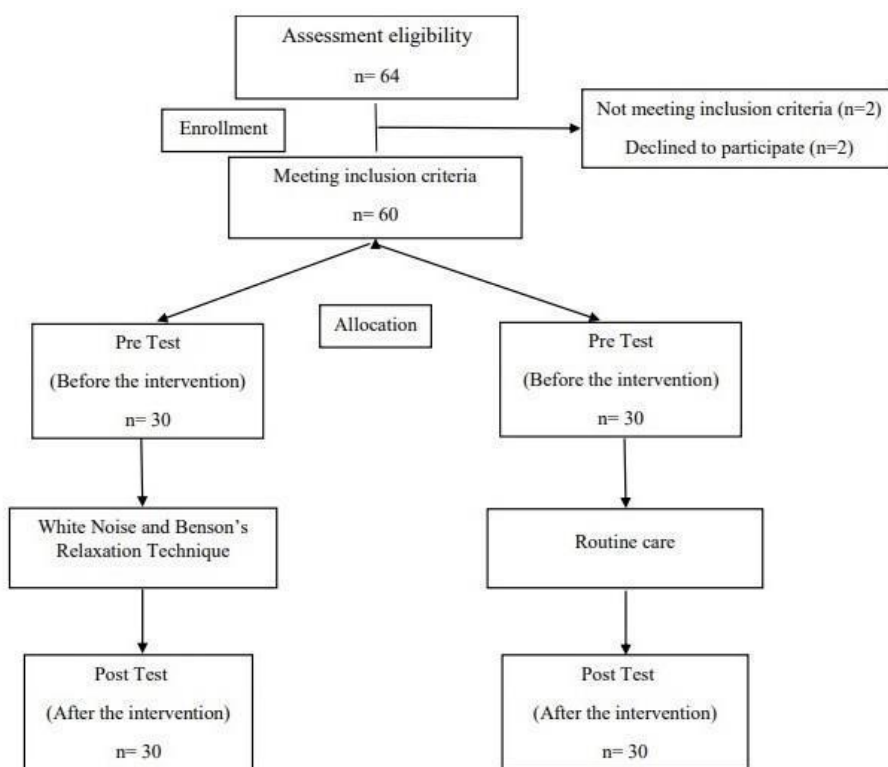 Assessment eligibility
n= 64
Enrollment
Not meeting inclusion criteria (n=2)
Declined to participate (n=2)
Meeting inclusion criteria
n= 60
Allocation
Pre Test
(Before the intervention)
n= 30
Pre Test
(Before the intervention)
n= 30
White Noise and Benson's
Relaxation Technique
Routine care
Post Test
(After the intervention)
n= 30
Post Test
(After the intervention)
n= 30